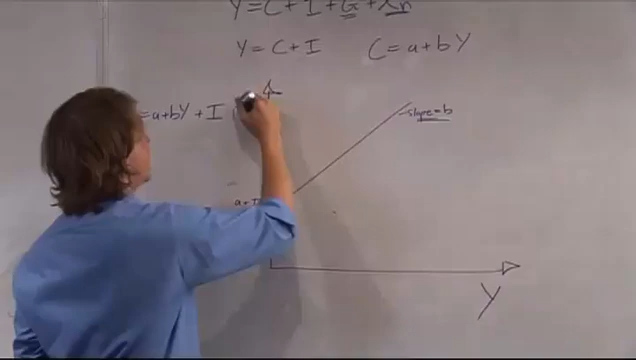 Y=C+I+G+Xn
Y=C+I C=a+bY
=a+bY+I
slope=b
a+I
Y